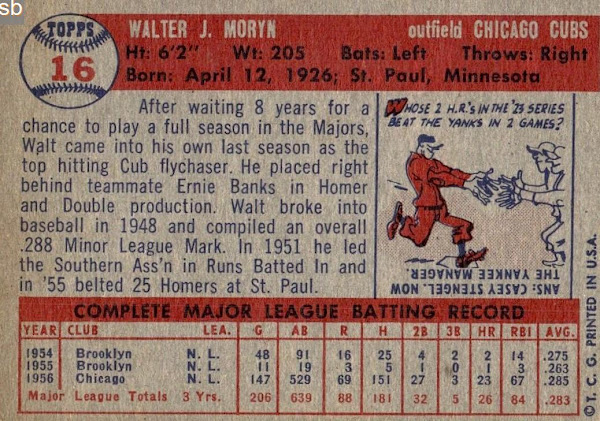 sb
TOPPS
16
WALTER J. MORYN outfield CHICAGO CUBS
Ht: 6'2" Wt: 205 Bats: Left Throws: Right
Born: April 12, 1926; St. Paul, Minnesota
After waiting 8 years for a
chance to play a full season in the Majors,
Walt came into his own last season as the
top hitting Cub flychaser. He placed right
behind teammate Ernie Banks in Homer
and Double production. Walt broke into
baseball in 1948 and compiled an overall
.288 Minor League Mark. In 1951 he led
the Southern Ass'n in Runs Batted In and
in '55 belted 25 Homers at St. Paul.
WHOSE 2 H.R.'S IN THE '23 SERIES
BEAT THE YANKS IN 2 GAMES?
ANS: CASEY STENGEL. NOW
THE YANKEE MANAGER.
COMPLETE MAJOR LEAGUE BATTING RECORD
YEAR CLUB LEA. G AB R H 2B 3B HR RBI AVG.
1954 Brooklyn N. L. 48 91 16 25 4 2 2 14 .275
1955 Brooklyn N. L. 11 19 3 5 1 0 1 3 .263
1956 Chicago N. L. 147 529 69 151 27 3 23 67 .285
Major League Totals 3 Yrs. 206 639 88 181 32 5 26 84 .283
©T. C. G. PRINTED IN U.S.A.